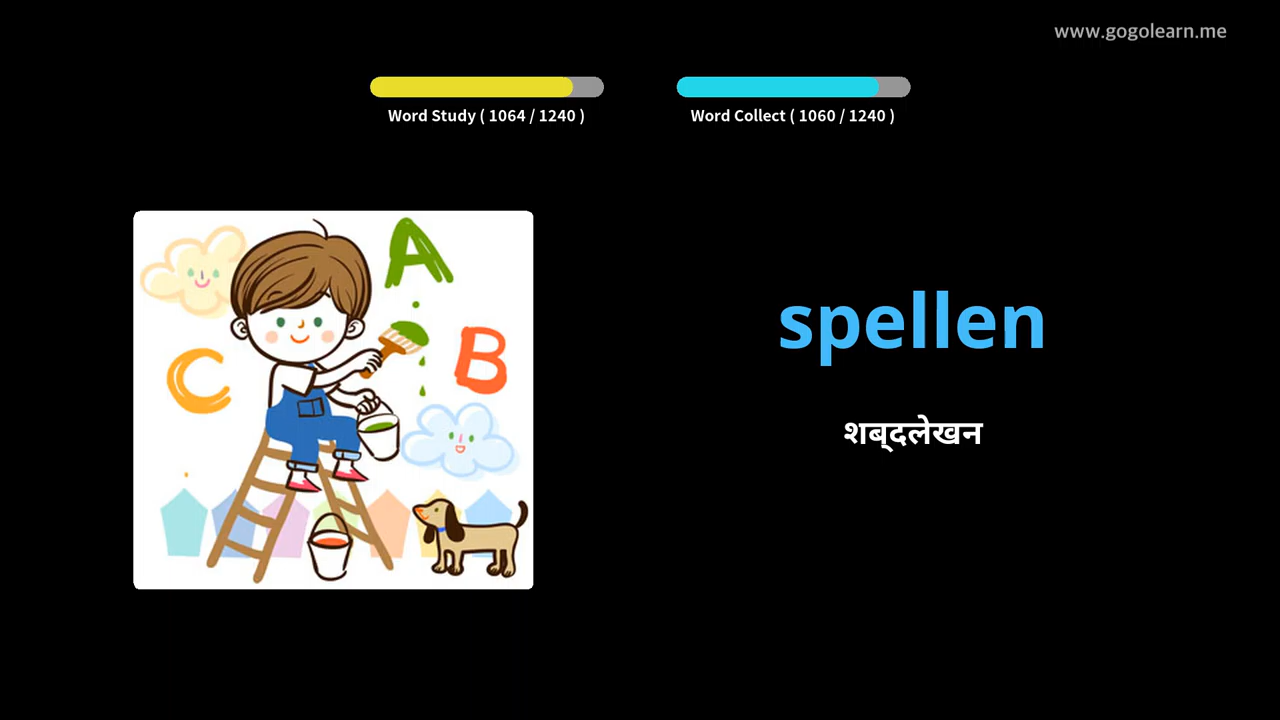 www.gogolearn.me
Word Study ( 1064 / 1240 )
Word Collect ( 1060 / 1240 )
A
B
C
spellen
शब्दलेखन